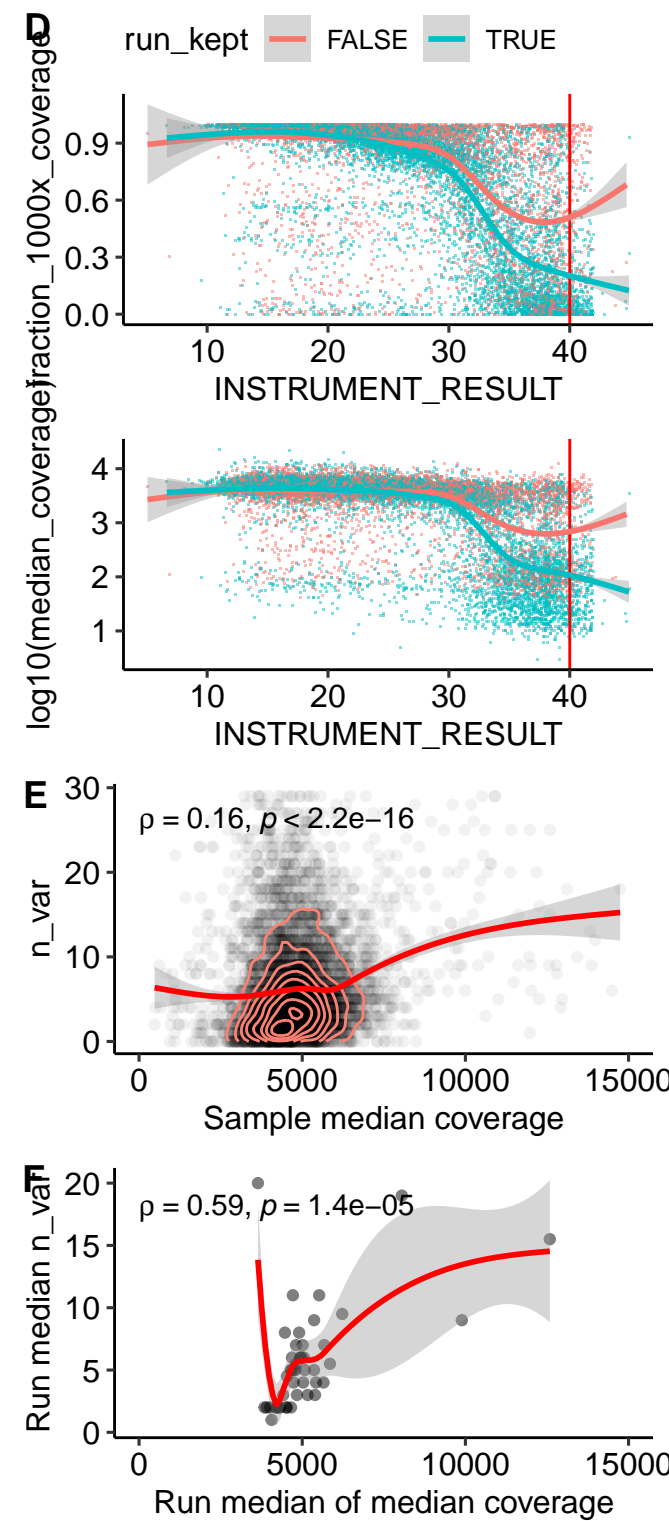 D
run_kept FALSE TRUE
fraction_1000x_coverage
0.9
0.6
0.3
0.0
10 20 30 40
INSTRUMENT_RESULT
log10(median_coverage)
4
3
2
1
10 20 30 40
INSTRUMENT_RESULT
E
n_var
30
20
10
0
ρ = 0.16, p < 2.2e−16
0 5000 10000 15000
Sample median coverage
F
Run median n_var
20
15
10
5
0
ρ = 0.59, p = 1.4e−05
0 5000 10000 15000
Run median of median coverage